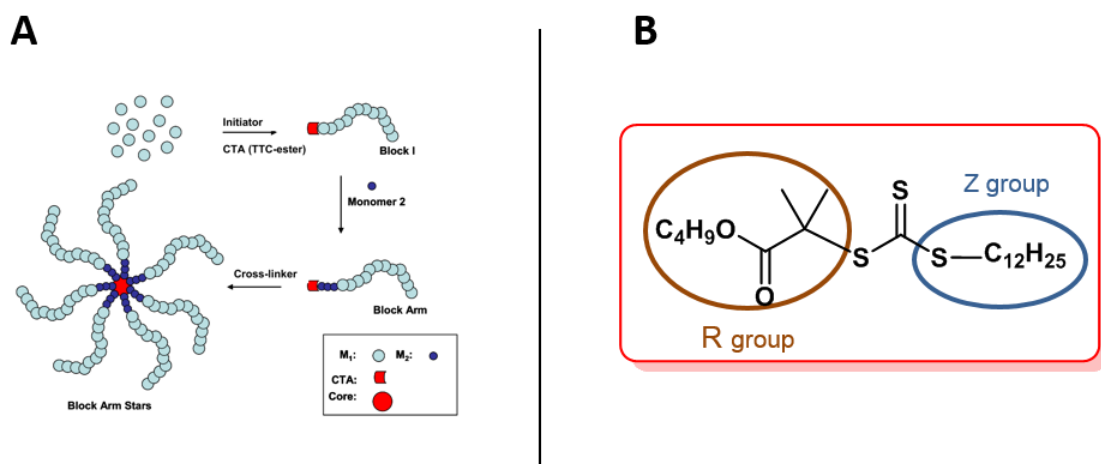 A
Initiator
CTA (TTC-ester)
Block I
Monomer 2
Cross-linker
Block Arm
M₁: M₂:
CTA:
Core:
Block Arm Stars
B
Z group
S
C₄H₉O
S
S
C₁₂H₂₅
O
R group